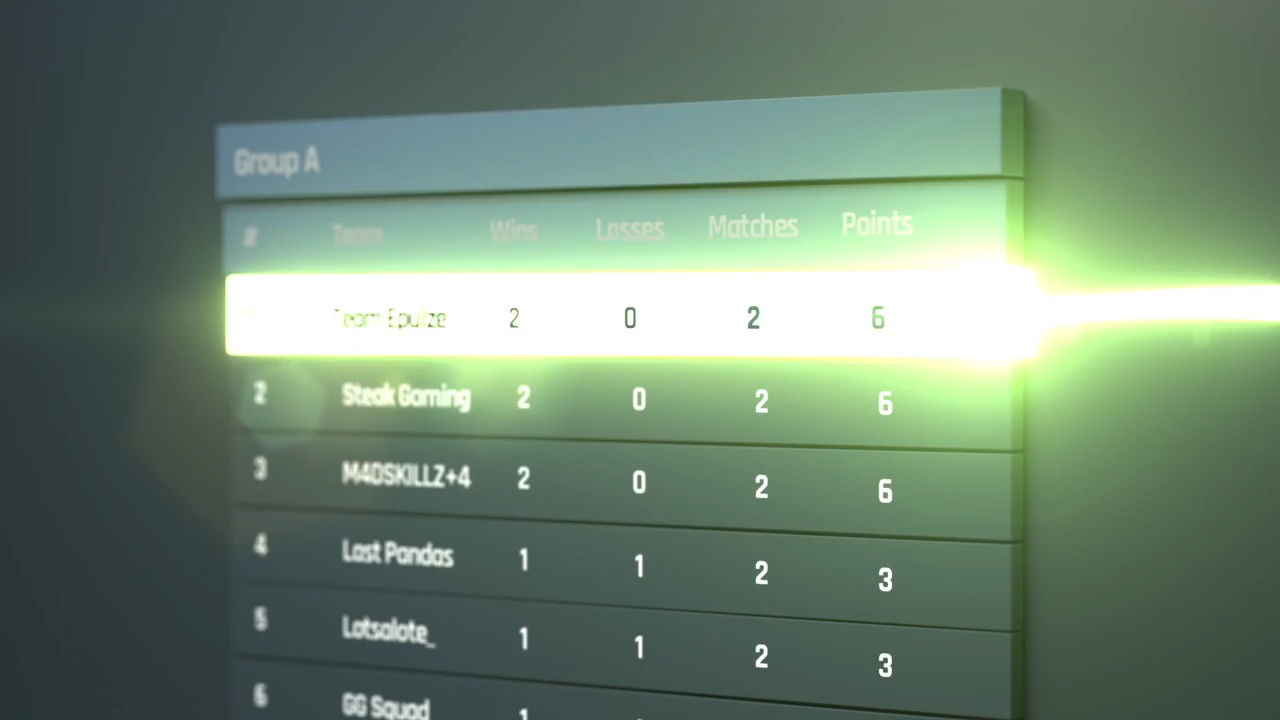 Group A
# Team Wins Losses Matches Points
Team Epulze 2 0 2 6
2 Steak Gaming 2 0 2 6
3 M4DSKILLZ+4 2 0 2 6
4 Last Pandas 1 1 2 3
5 Lotsalote_ 1 1 2 3
6 GG Squad 1